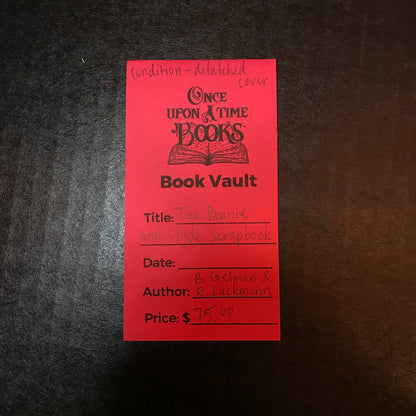 condition - detatched
cover
ONCE
UPON A TIME
BOOKS
Book Vault
Title: The Bonnie
and Clyde Scrapbook
Date:
B. Gelman &
Author: R. Lackmann
Price: $ 75.00